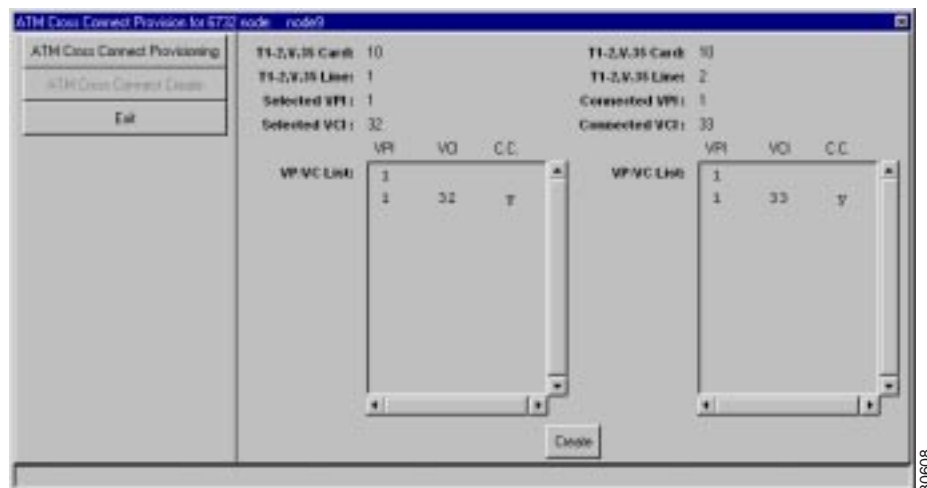 ATM Cross Connect Provision for 6732 node node9
ATM Cross Connect Provisioning
ATM Cross Connect Create
Exit
T1-2,V.35 Card: 10
T1-2,V.35 Line: 1
Selected VPI: 1
Selected VCI: 32
VPI VCI C.C.
VP/VC List:
1
1 32 y
T1-2,V.35 Card: 10
T1-2,V.35 Line: 2
Connected VPI: 1
Connected VCI: 33
VPI VCI C.C.
VP/VC List:
1
1 33 y
Create